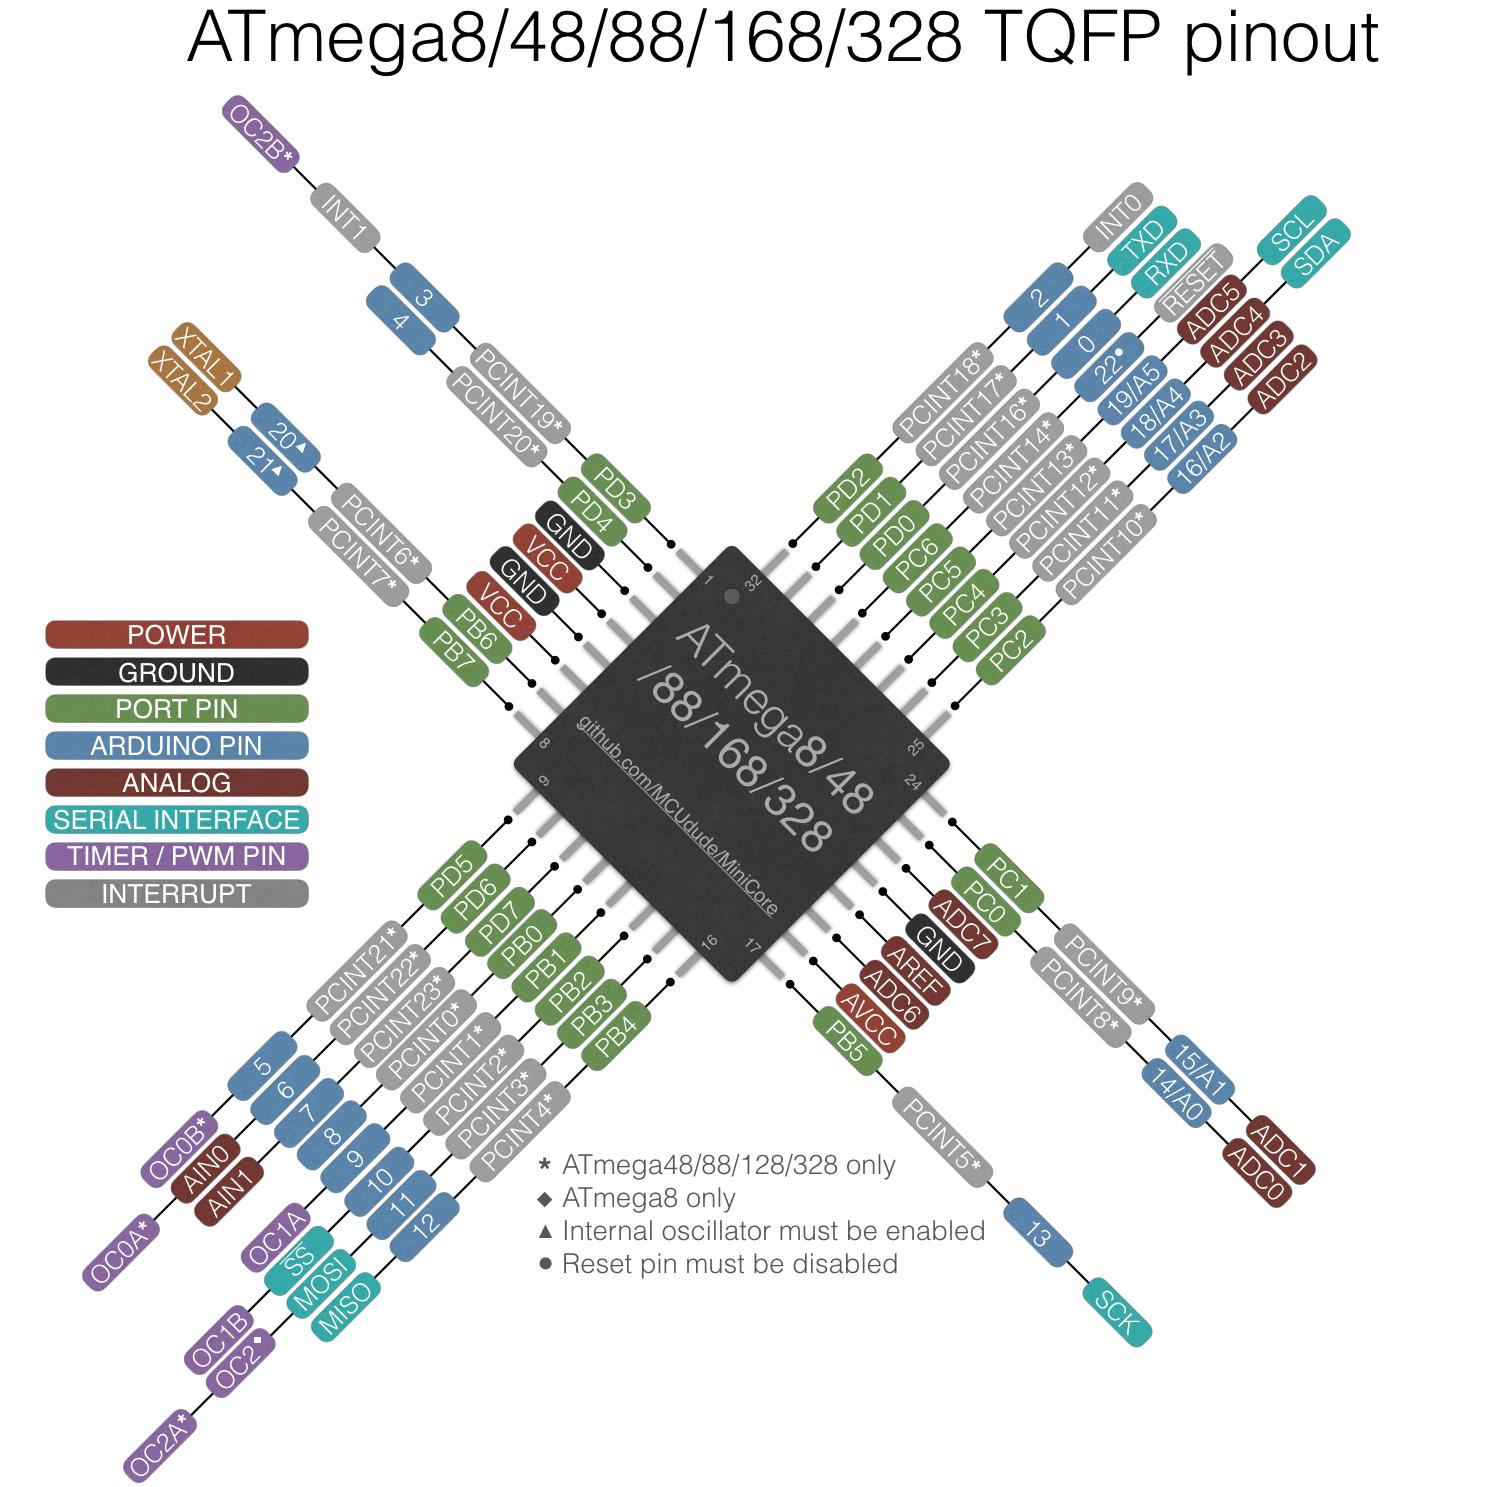 ATmega8/48/88/168/328 TQFP pinout
OC2B*
INT1
3
PCINT19*
PD3
4
PCINT20*
PD4
GND
VCC
GND
VCC
XTAL1
20▲
PCINT6*
PB6
XTAL2
21▲
PCINT7*
PB7
INT0
2
PCINT18*
PD2
TXD
1
PCINT17*
PD1
RXD
0
PCINT16*
PD0
RESET
22●
PCINT14*
PC6
SCL
ADC5
19/A5
PCINT13*
PC5
SDA
ADC4
18/A4
PCINT12*
PC4
ADC3
17/A3
PCINT11*
PC3
ADC2
16/A2
PCINT10*
PC2
1
32
8
9
25
24
16
17
ATmega8/48
/88/168/328
github.com/MCUdude/MiniCore
POWER
GROUND
PORT PIN
ARDUINO PIN
ANALOG
SERIAL INTERFACE
TIMER / PWM PIN
INTERRUPT
PD5
PCINT21*
5
OC0B*
PD6
PCINT22*
6
AIN0
OC0A*
PD7
PCINT23*
7
AIN1
PB0
PCINT0*
8
PB1
PCINT1*
9
OC1A
PB2
PCINT2*
10
SS
OC1B
PB3
PCINT3*
11
MOSI
OC2◆
OC2A*
PB4
PCINT4*
12
MISO
PC1
PCINT9*
15/A1
ADC1
PC0
PCINT8*
14/A0
ADC0
ADC7
GND
AREF
ADC6
AVCC
PB5
PCINT5*
13
SCK
* ATmega48/88/128/328 only
◆ ATmega8 only
▲ Internal oscillator must be enabled
● Reset pin must be disabled